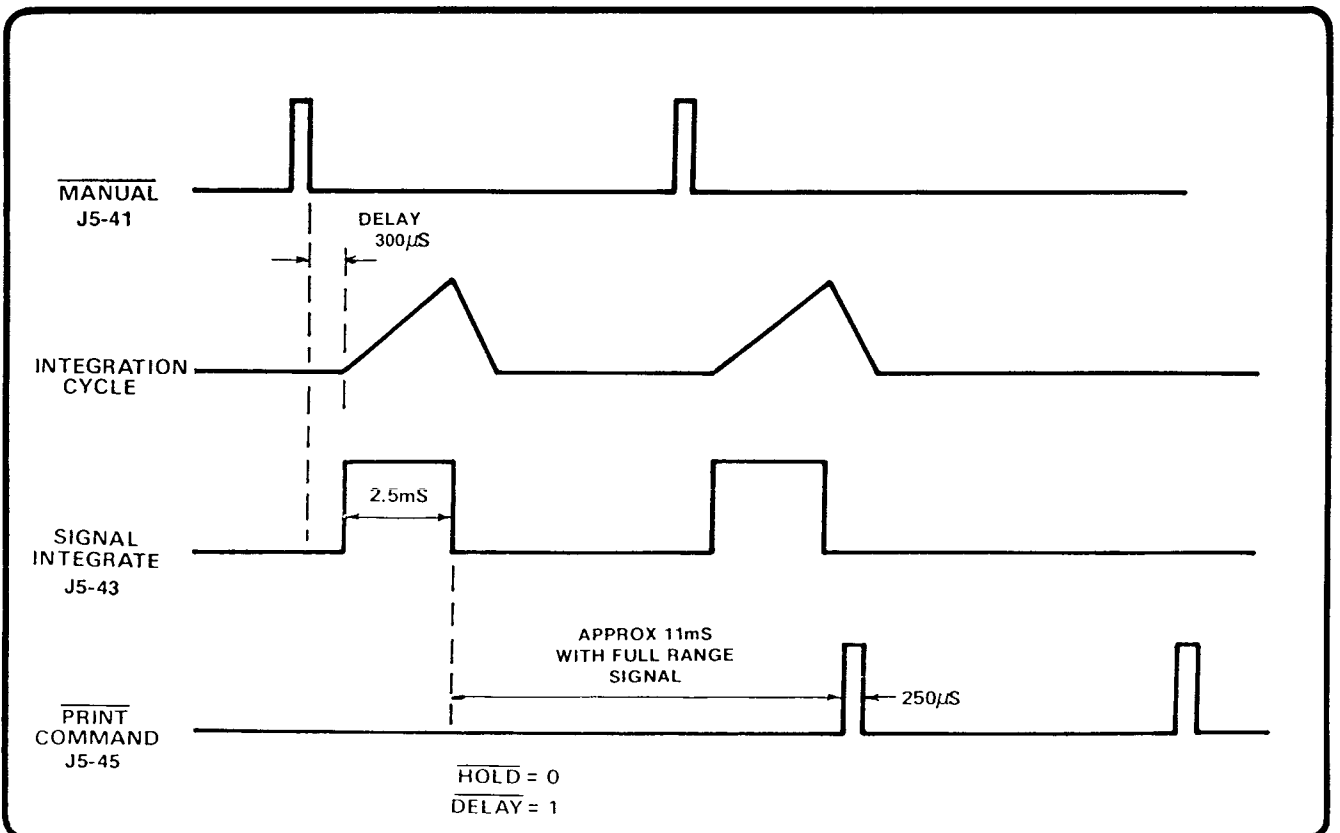 MANUAL
J5-41
DELAY
300μS
INTEGRATION
CYCLE
2.5mS
SIGNAL
INTEGRATE
J5-43
APPROX 11mS
WITH FULL RANGE
SIGNAL
250μS
PRINT
COMMAND
J5-45
HOLD = 0
DELAY = 1